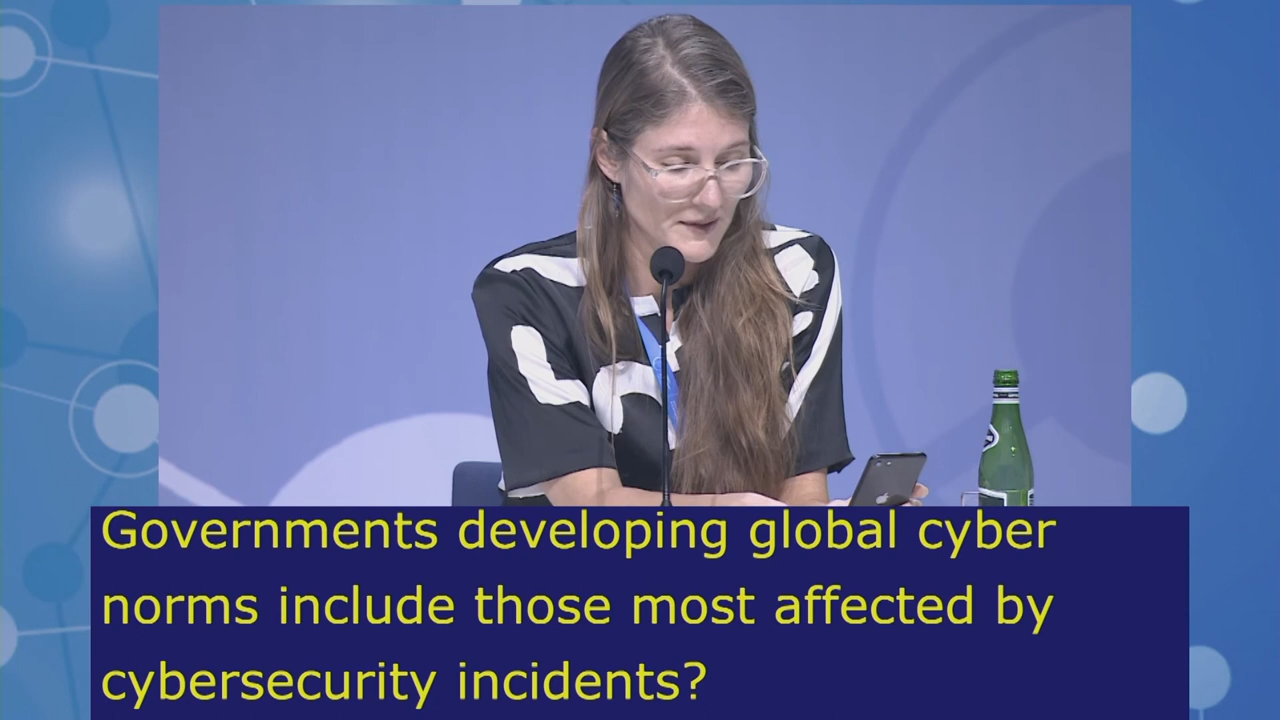 Governments developing global cyber
norms include those most affected by
cybersecurity incidents?